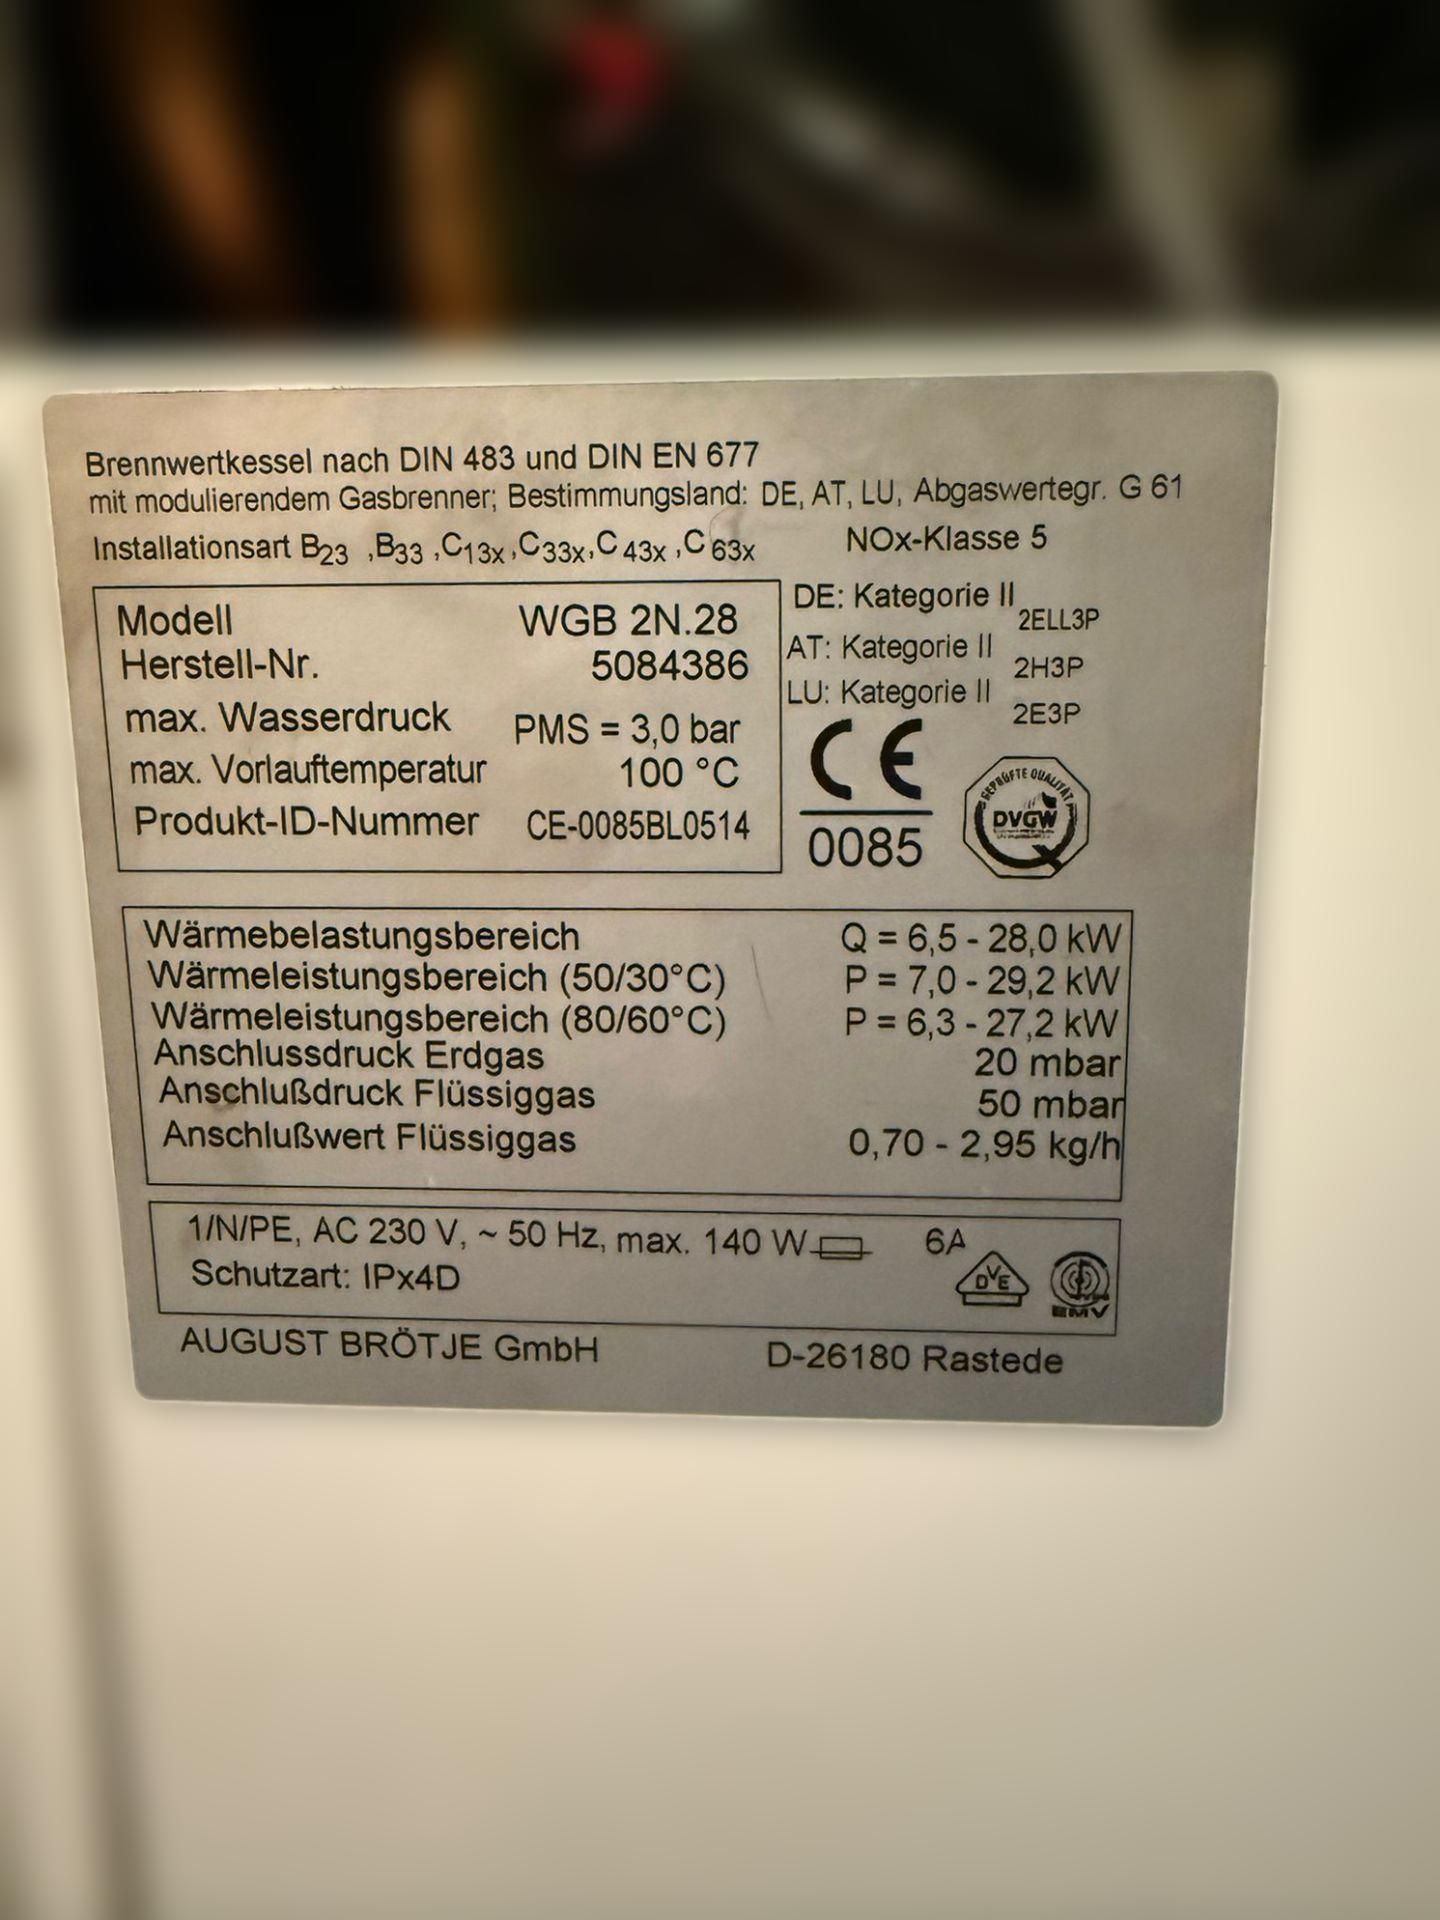 Brennwertkessel nach DIN 483 und DIN EN 677
mit modulierendem Gasbrenner; Bestimmungsland: DE, AT, LU, Abgaswertegr. G 61
Installationsart B23 ,B33 ,C13x,C33x,C43x ,C63x NOx-Klasse 5
Modell WGB 2N.28
Herstell-Nr. 5084386
max. Wasserdruck PMS = 3,0 bar
max. Vorlauftemperatur 100 °C
Produkt-ID-Nummer CE-0085BL0514
DE: Kategorie II 2ELL3P
AT: Kategorie II 2H3P
LU: Kategorie II 2E3P
CE
0085
GEPRÜFTE QUALITÄT
DVGW
Wärmebelastungsbereich Q = 6,5 - 28,0 kW
Wärmeleistungsbereich (50/30°C) P = 7,0 - 29,2 kW
Wärmeleistungsbereich (80/60°C) P = 6,3 - 27,2 kW
Anschlussdruck Erdgas 20 mbar
Anschlußdruck Flüssiggas 50 mbar
Anschlußwert Flüssiggas 0,70 - 2,95 kg/h
1/N/PE, AC 230 V, ~ 50 Hz, max. 140 W 6A
Schutzart: IPx4D
DVE
EMV
AUGUST BRÖTJE GmbH D-26180 Rastede